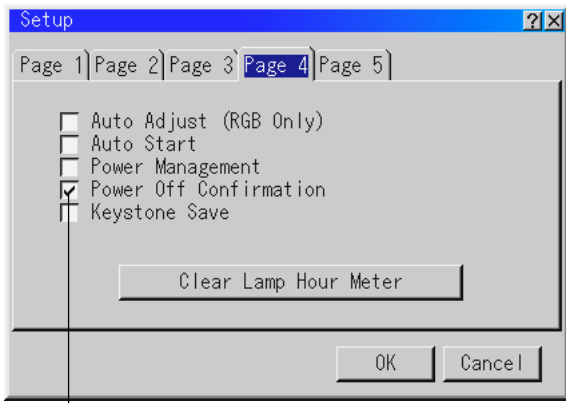 Setup ? ×
Page 1 Page 2 Page 3 Page 4 Page 5
Auto Adjust (RGB Only)
Auto Start
Power Management
Power Off Confirmation
Keystone Save
Clear Lamp Hour Meter
OK Cancel